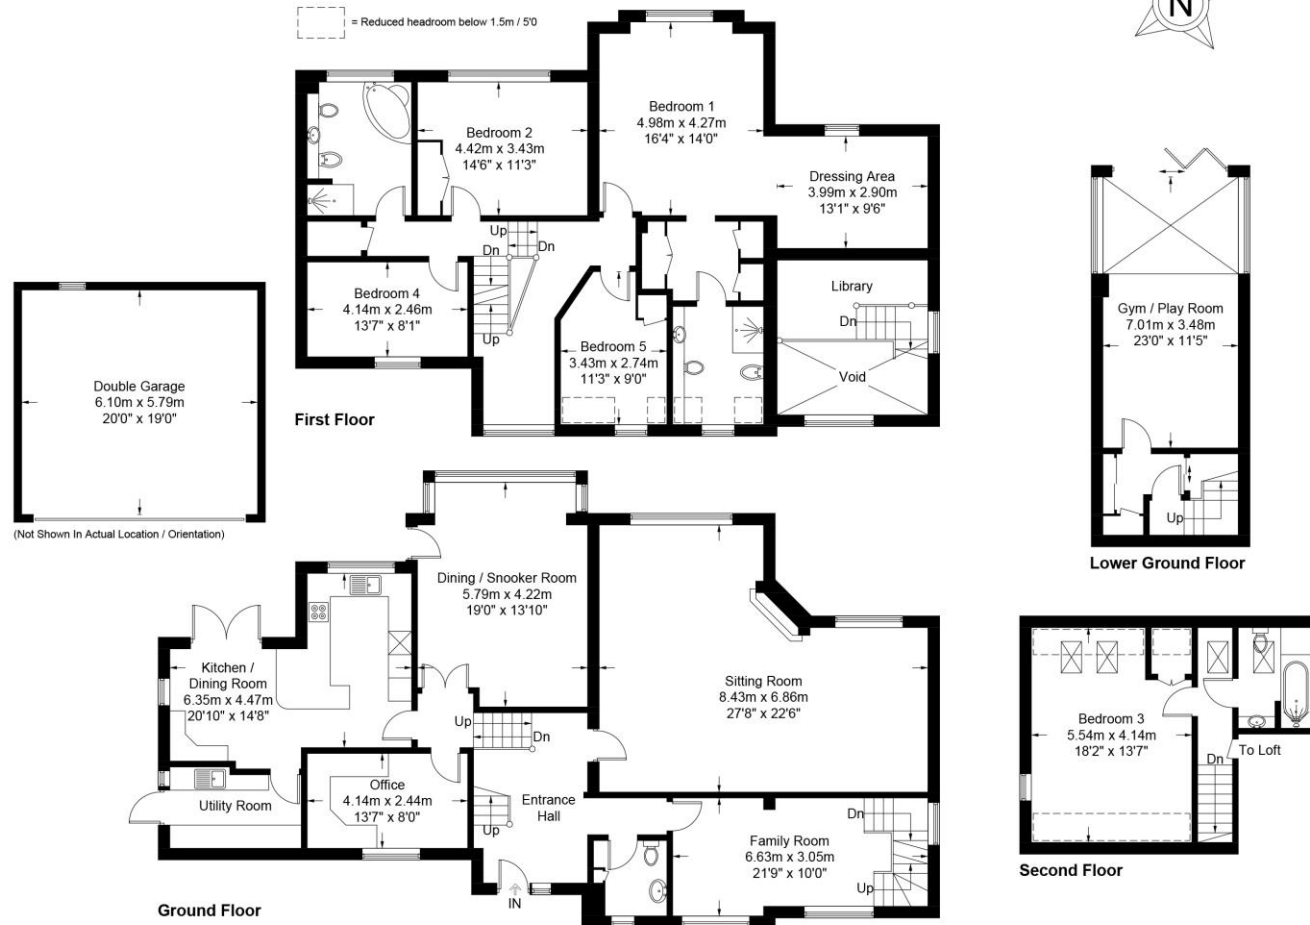 = Reduced headroom below 1.5m / 5'0
N
Bedroom 1
4.98m x 4.27m
16'4" x 14'0"
Bedroom 2
4.42m x 3.43m
14'6" x 11'3"
Dressing Area
3.99m x 2.90m
13'1" x 9'6"
Up
Dn
Dn
Up
Bedroom 4
4.14m x 2.46m
13'7" x 8'1"
Library
Dn
Void
Bedroom 5
3.43m x 2.74m
11'3" x 9'0"
First Floor
Double Garage
6.10m x 5.79m
20'0" x 19'0"
(Not Shown In Actual Location / Orientation)
Gym / Play Room
7.01m x 3.48m
23'0" x 11'5"
Up
Lower Ground Floor
Dining / Snooker Room
5.79m x 4.22m
19'0" x 13'10"
Kitchen /
Dining Room
6.35m x 4.47m
20'10" x 14'8"
Sitting Room
8.43m x 6.86m
27'8" x 22'6"
Up
Dn
Utility Room
Office
4.14m x 2.44m
13'7" x 8'0"
Entrance
Hall
Up
IN
Family Room
6.63m x 3.05m
21'9" x 10'0"
Dn
Up
Ground Floor
Bedroom 3
5.54m x 4.14m
18'2" x 13'7"
Dn
To Loft
Second Floor